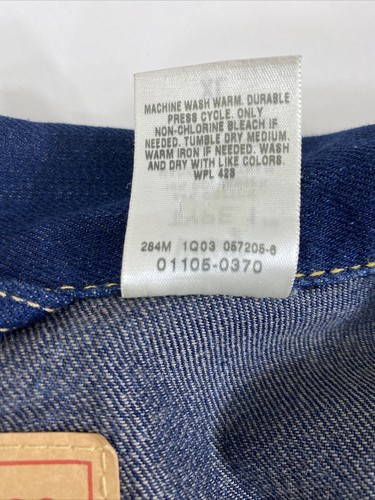 MACHINE WASH WARM. DURABLE
PRESS CYCLE. ONLY
NON-CHLORINE BLEACH IF
NEEDED. TUMBLE DRY MEDIUM.
WARM IRON IF NEEDED. WASH
AND DRY WITH LIKE COLORS.
WPL 423
284M 1Q03 057205-6
01105-0370